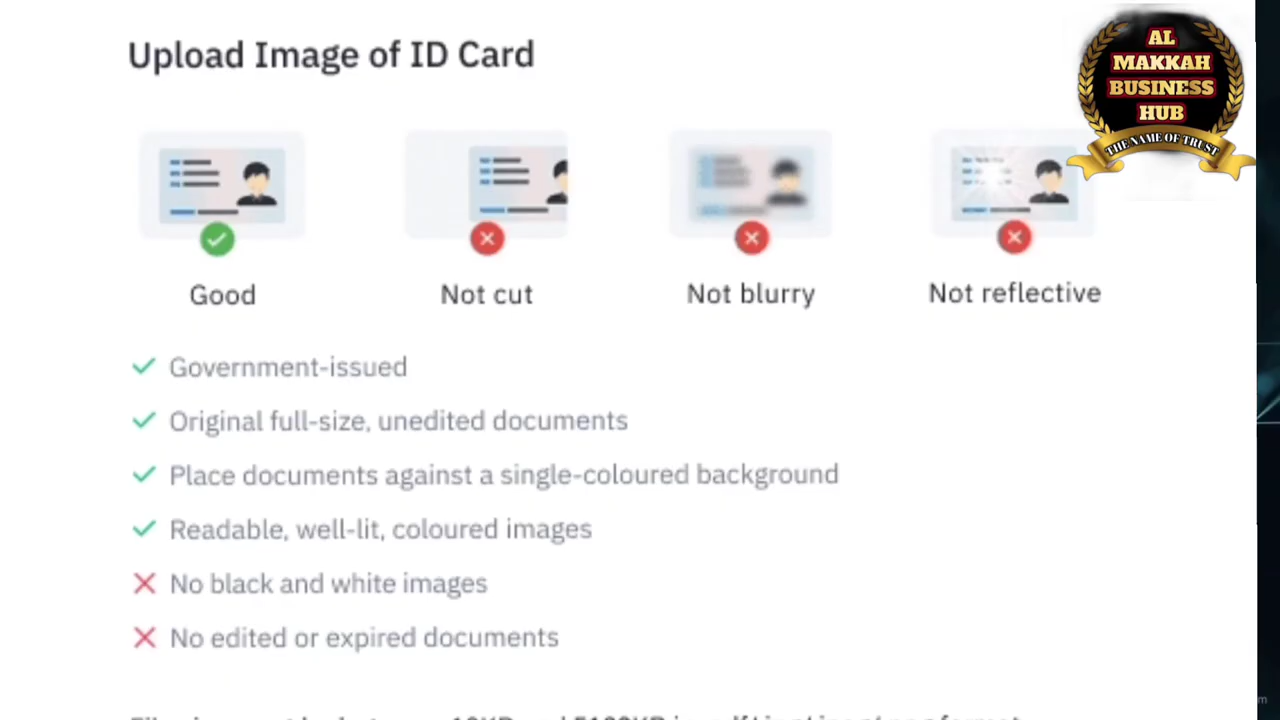 Upload Image of ID Card
AL
MAKKAH
BUSINESS
HUB
THE NAME OF TRUST
Good
Not cut
Not blurry
Not reflective
Government-issued
Original full-size, unedited documents
Place documents against a single-coloured background
Readable, well-lit, coloured images
No black and white images
No edited or expired documents